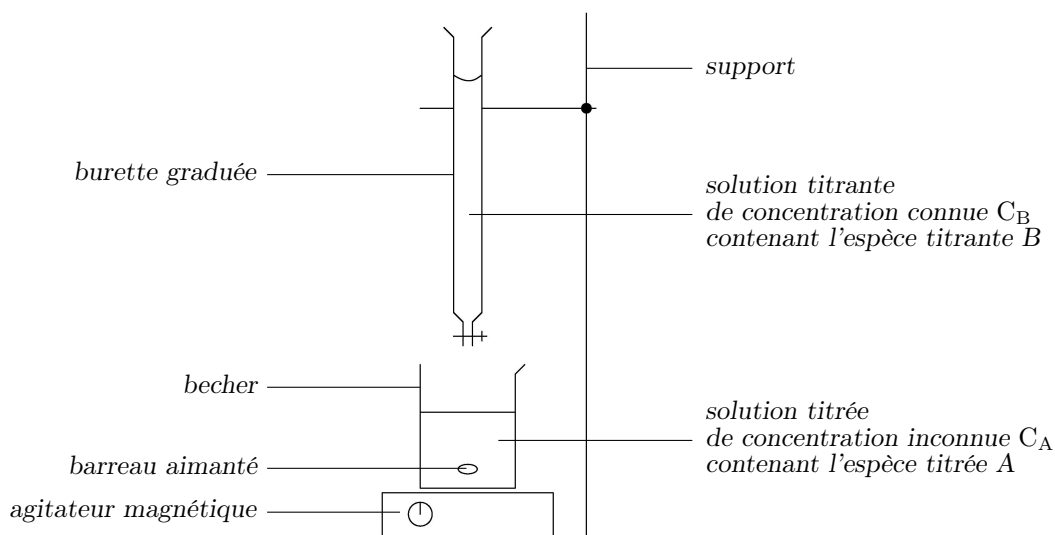 support
burette graduée
solution titrante
de concentration connue C_B
contenant l'espèce titrante B
becher
solution titrée
de concentration inconnue C_A
contenant l'espèce titrée A
barreau aimanté
agitateur magnétique